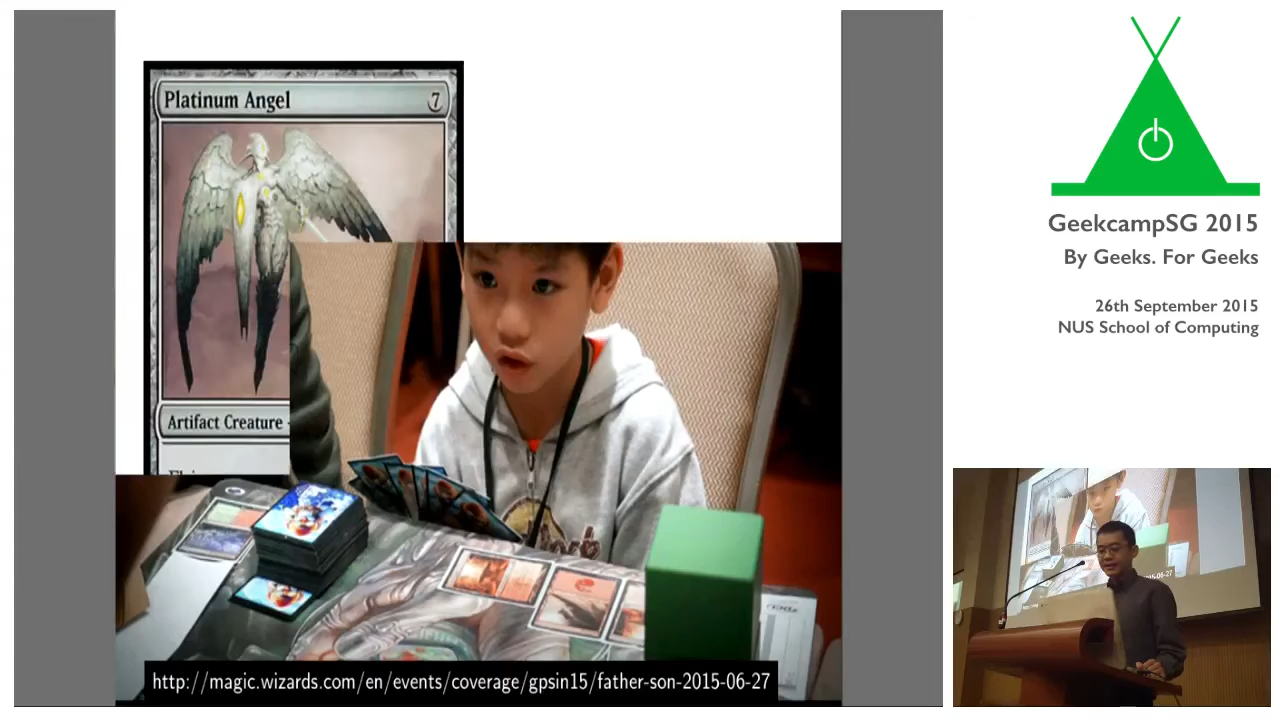 Platinum Angel 7
Artifact Creature -
http://magic.wizards.com/en/events/coverage/gpsin15/father-son-2015-06-27
GeekcampSG 2015
By Geeks. For Geeks
26th September 2015
NUS School of Computing